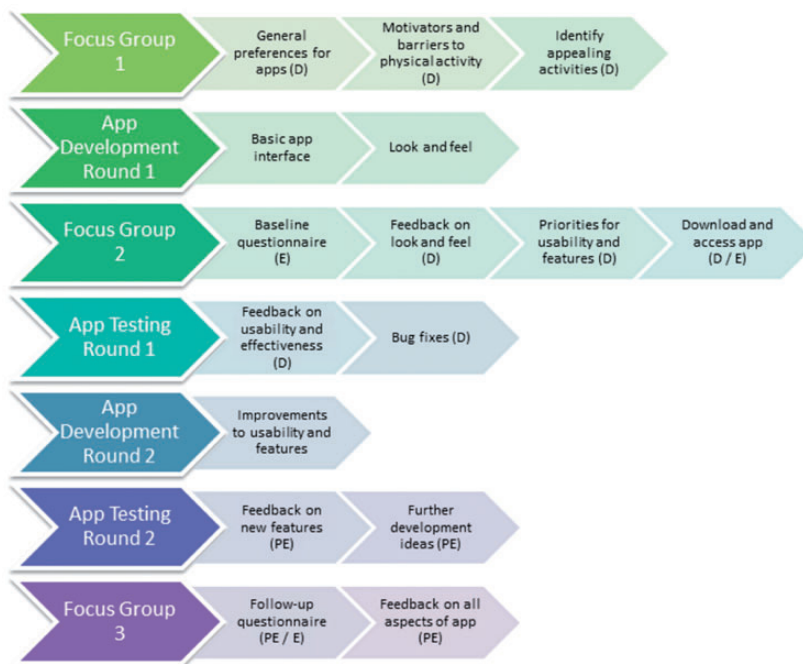 Focus Group
1
General
preferences for
apps (D)
Motivators and
barriers to
physical activity
(D)
Identify
appealing
activities (D)
App
Development
Round 1
Basic app
interface
Look and feel
Focus Group
2
Baseline
questionnaire
(E)
Feedback on
look and feel
(D)
Priorities for
usability and
features (D)
Download and
access app
(D / E)
App Testing
Round 1
Feedback on
usability and
effectiveness
(D)
Bug fixes (D)
App
Development
Round 2
Improvements
to usability and
features
App Testing
Round 2
Feedback on
new features
(PE)
Further
development
ideas (PE)
Focus Group
3
Follow-up
questionnaire
(PE / E)
Feedback on all
aspects of app
(PE)